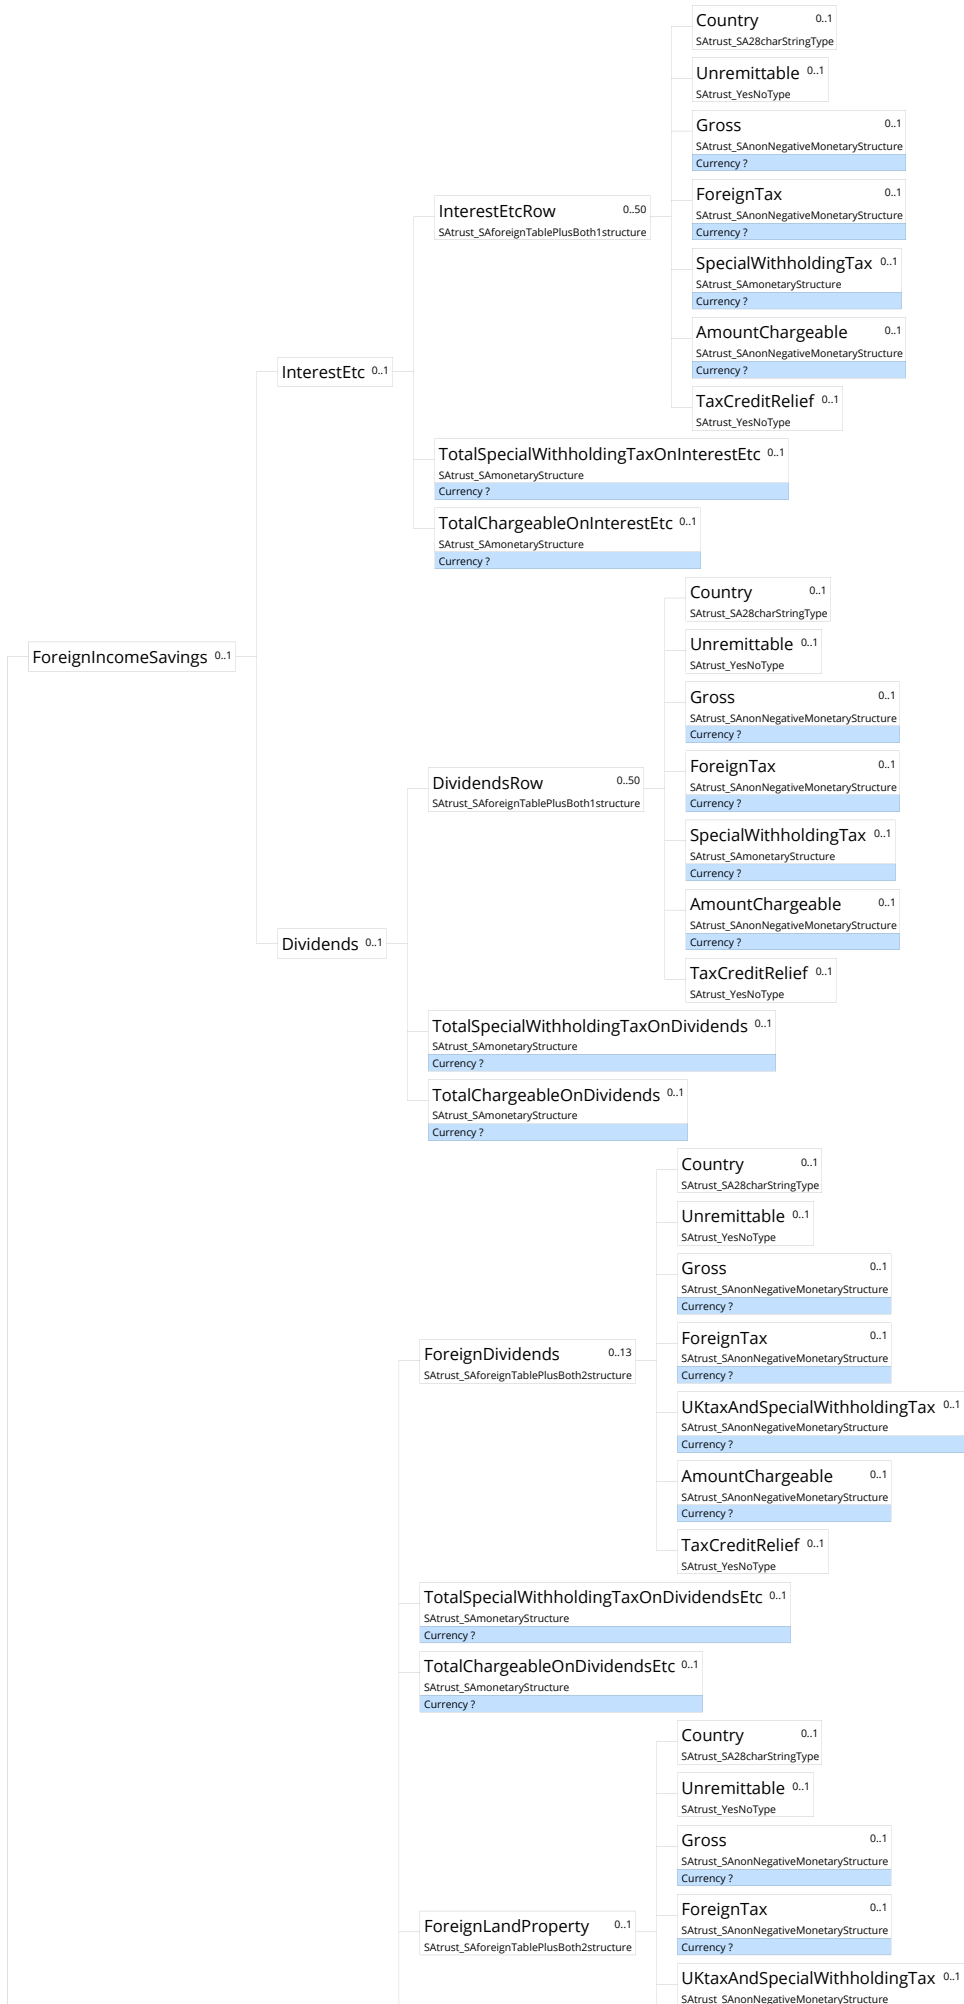 Country 0..1
SAtrust_SA28charStringType
Unremittable 0..1
SAtrust_YesNoType
Gross 0..1
SAtrust_SAnonNegativeMonetaryStructure
Currency ?
InterestEtcRow 0..50
SAtrust_SAforeignTablePlusBoth1structure
ForeignTax 0..1
SAtrust_SAnonNegativeMonetaryStructure
Currency ?
SpecialWithholdingTax 0..1
SAtrust_SAmonetaryStructure
Currency ?
AmountChargeable 0..1
SAtrust_SAnonNegativeMonetaryStructure
Currency ?
InterestEtc 0..1
TaxCreditRelief 0..1
SAtrust_YesNoType
TotalSpecialWithholdingTaxOnInterestEtc 0..1
SAtrust_SAmonetaryStructure
Currency ?
TotalChargeableOnInterestEtc 0..1
SAtrust_SAmonetaryStructure
Currency ?
Country 0..1
SAtrust_SA28charStringType
ForeignIncomeSavings 0..1
Unremittable 0..1
SAtrust_YesNoType
Gross 0..1
SAtrust_SAnonNegativeMonetaryStructure
Currency ?
DividendsRow 0..50
SAtrust_SAforeignTablePlusBoth1structure
ForeignTax 0..1
SAtrust_SAnonNegativeMonetaryStructure
Currency ?
SpecialWithholdingTax 0..1
SAtrust_SAmonetaryStructure
Currency ?
AmountChargeable 0..1
SAtrust_SAnonNegativeMonetaryStructure
Currency ?
Dividends 0..1
TaxCreditRelief 0..1
SAtrust_YesNoType
TotalSpecialWithholdingTaxOnDividends 0..1
SAtrust_SAmonetaryStructure
Currency ?
TotalChargeableOnDividends 0..1
SAtrust_SAmonetaryStructure
Currency ?
Country 0..1
SAtrust_SA28charStringType
Unremittable 0..1
SAtrust_YesNoType
Gross 0..1
SAtrust_SAnonNegativeMonetaryStructure
Currency ?
ForeignDividends 0..13
SAtrust_SAforeignTablePlusBoth2structure
ForeignTax 0..1
SAtrust_SAnonNegativeMonetaryStructure
Currency ?
UKtaxAndSpecialWithholdingTax 0..1
SAtrust_SAnonNegativeMonetaryStructure
Currency ?
AmountChargeable 0..1
SAtrust_SAnonNegativeMonetaryStructure
Currency ?
TaxCreditRelief 0..1
SAtrust_YesNoType
TotalSpecialWithholdingTaxOnDividendsEtc 0..1
SAtrust_SAmonetaryStructure
Currency ?
TotalChargeableOnDividendsEtc 0..1
SAtrust_SAmonetaryStructure
Currency ?
Country 0..1
SAtrust_SA28charStringType
Unremittable 0..1
SAtrust_YesNoType
Gross 0..1
SAtrust_SAnonNegativeMonetaryStructure
Currency ?
ForeignLandProperty 0..1
SAtrust_SAforeignTablePlusBoth2structure
ForeignTax 0..1
SAtrust_SAnonNegativeMonetaryStructure
Currency ?
UKtaxAndSpecialWithholdingTax 0..1
SAtrust_SAnonNegativeMonetaryStructure